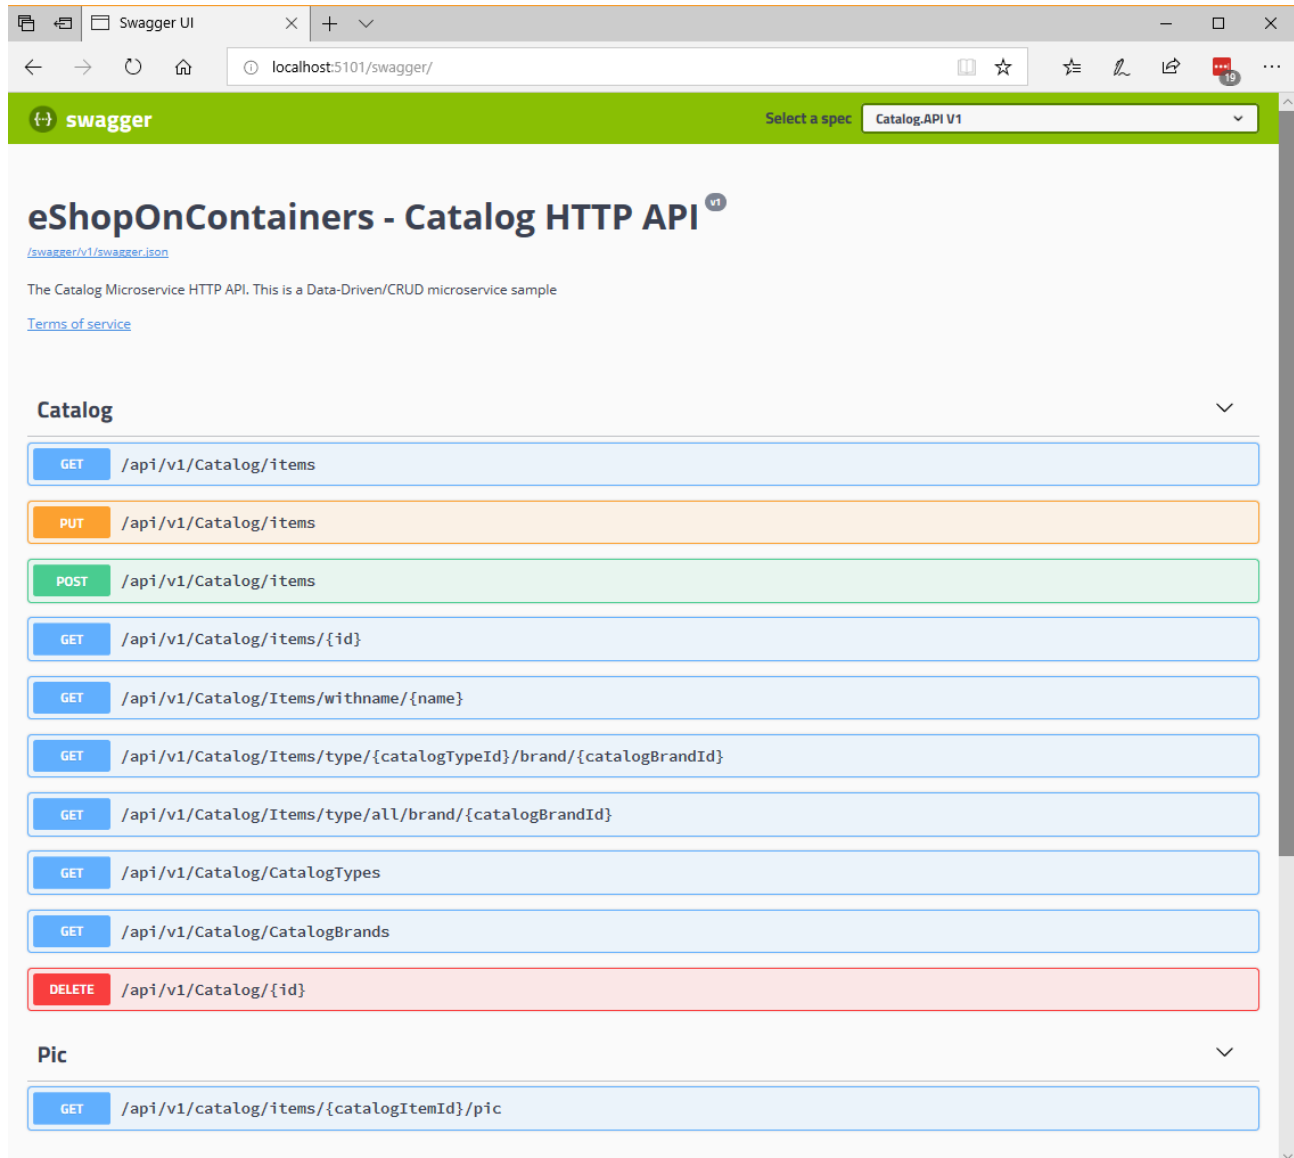 Swagger UI
localhost:5101/swagger/
19
swagger
Select a spec
Catalog.API V1
eShopOnContainers - Catalog HTTP API v1
/swagger/v1/swagger.json
The Catalog Microservice HTTP API. This is a Data-Driven/CRUD microservice sample
Terms of service
Catalog
GET /api/v1/Catalog/items
PUT /api/v1/Catalog/items
POST /api/v1/Catalog/items
GET /api/v1/Catalog/items/{id}
GET /api/v1/Catalog/Items/withname/{name}
GET /api/v1/Catalog/Items/type/{catalogTypeId}/brand/{catalogBrandId}
GET /api/v1/Catalog/Items/type/all/brand/{catalogBrandId}
GET /api/v1/Catalog/CatalogTypes
GET /api/v1/Catalog/CatalogBrands
DELETE /api/v1/Catalog/{id}
Pic
GET /api/v1/catalog/items/{catalogItemId}/pic